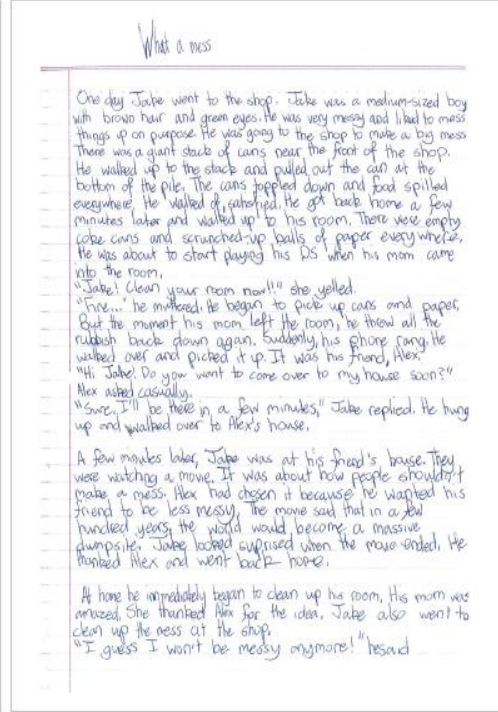 What a mess
One day Jake went to the shop. Jake was a medium-sized boy
with brown hair and green eyes. He was very messy and liked to mess
things up on purpose. He was going to the shop to make a big mess
There was a giant stack of cans near the front of the shop.
He walked up to the stack and pulled out the can at the
bottom of the pile. The cans toppled down and food spilled
everywhere. He walked of, satisfied. He got back home a few
minutes later and walked up to his room. There were empty
coke cans and scrunched-up balls of paper everywhere.
He was about to start playing his DS when his mom came
into the room.
"Jake! Clean your room now!!" she yelled.
"Fine..." he muttered. He began to pick up cans and paper.
But the moment his mom left the room, he threw all the
rubbish back down again. Suddenly, his phone rang. He
walked over and picked it up. It was his friend, Alex.
"Hi Jake! Do you want to come over to my house soon?"
Alex asked casually.
"Sure. I'll be there in a few minutes," Jake replied. He hung
up and walked over to Alex's house.
A few minutes later, Jake was at his friend's house. They
were watching a movie. It was about how people shouldn't
make a mess. Alex had chosen it because he wanted his
friend to be less messy. The movie said that in a few
hundred years, the world would become a massive
dumpsite. Jake looked suprised when the movie ended. He
thanked Alex and went back home.
At home he immediately began to clean up his room. His mom was
amazed. She thanked Alex for the idea. Jake also went to
clean up the mess at the shop.
"I guess I won't be messy anymore!" he said